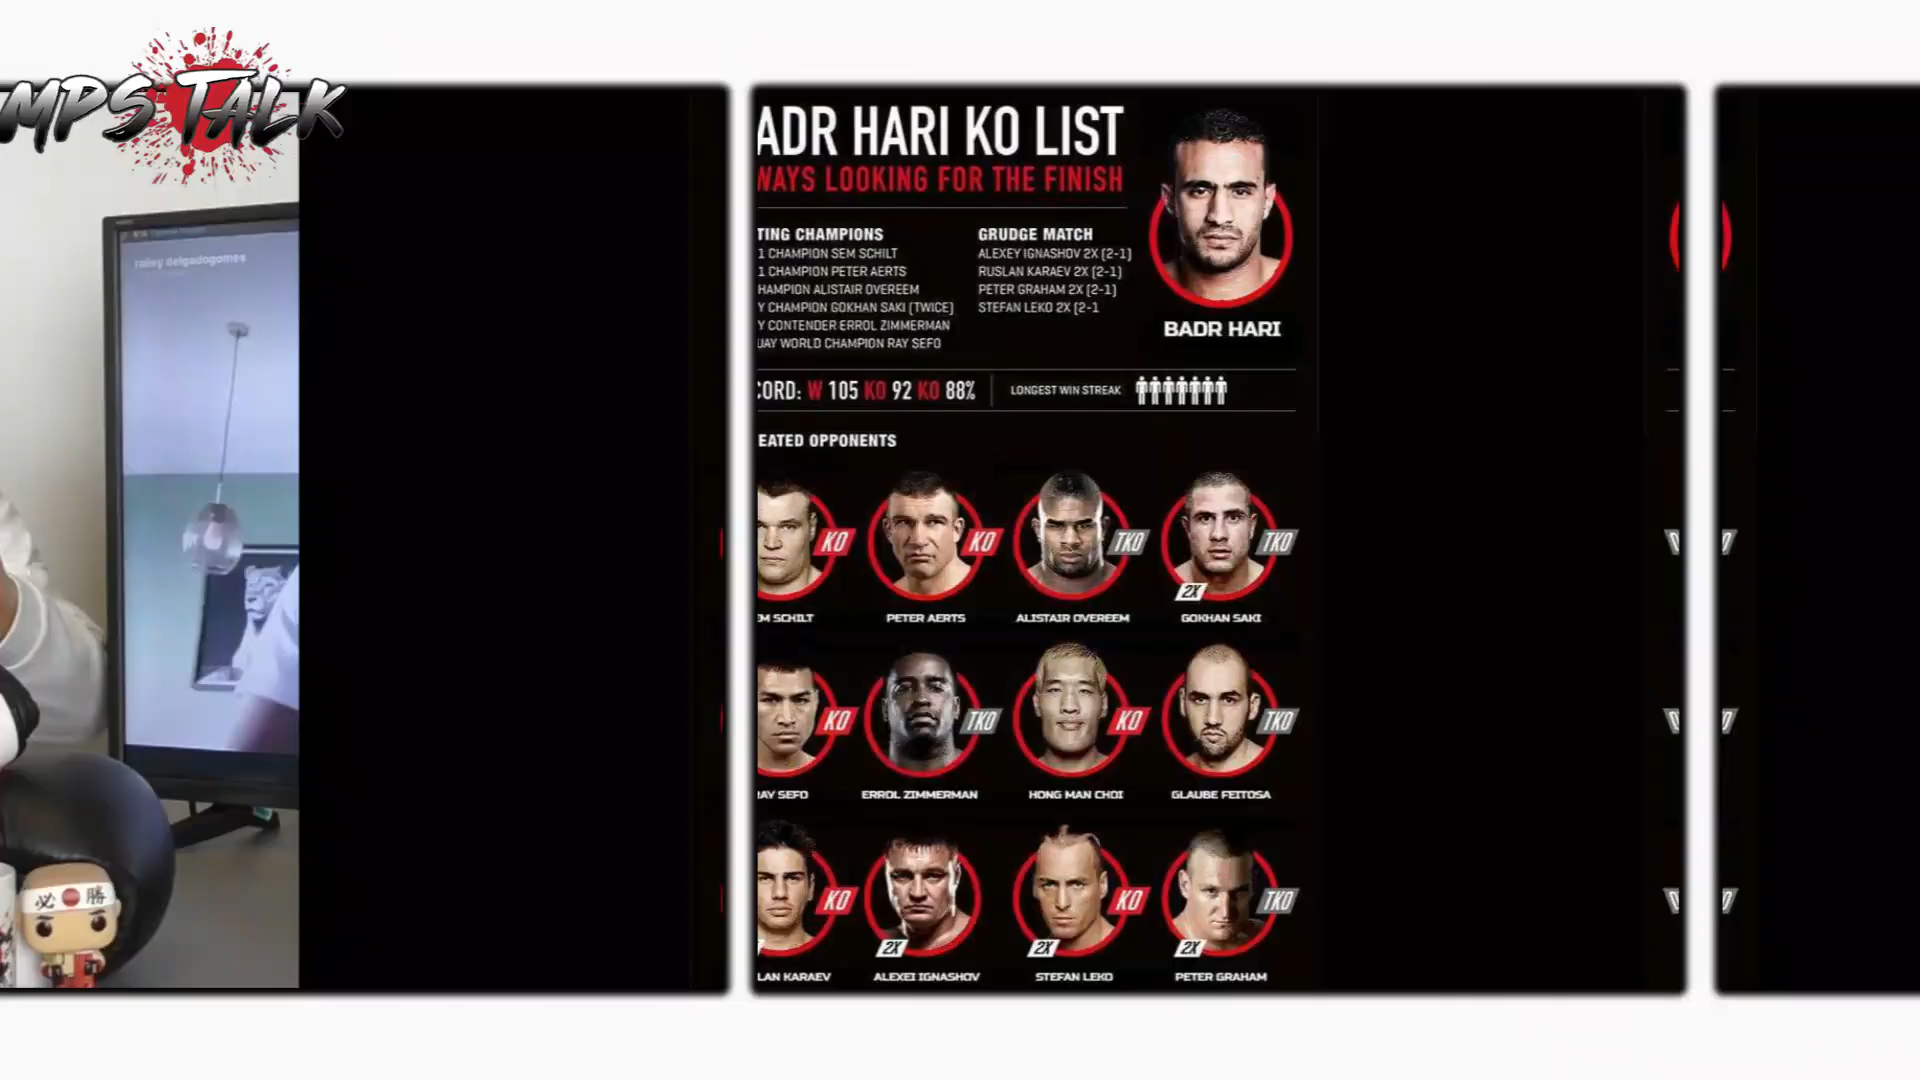 MPS TALK
raley delgadogames
必 勝
ADR HARI KO LIST
WAYS LOOKING FOR THE FINISH
TING CHAMPIONS
1 CHAMPION SEM SCHILT
1 CHAMPION PETER AERTS
HAMPION ALISTAIR OVEREEM
Y CHAMPION GOKHAN SAKI (TWICE)
Y CONTENDER ERROL ZIMMERMAN
UAY WORLD CHAMPION RAY SEFO
GRUDGE MATCH
ALEXEY IGNASHOV 2X (2-1)
RUSLAN KARAEV 2X (2-1)
PETER GRAHAM 2X (2-1)
STEFAN LEKO 2X (2-1
BADR HARI
CORD: W 105 KO 92 KO 88%
LONGEST WIN STREAK
EATED OPPONENTS
KO KO TKO TKO
2X
EM SCHILT PETER AERTS ALISTAIR OVEREEM GOKHAN SAKI
KO TKO KO TKO
RAY SEFO ERROL ZIMMERMAN HONG MAN CHOI GLAUBE FEITOSA
KO KO TKO
2X 2X 2X
LAN KARAEV ALEXEI IGNASHOV STEFAN LEKO PETER GRAHAM